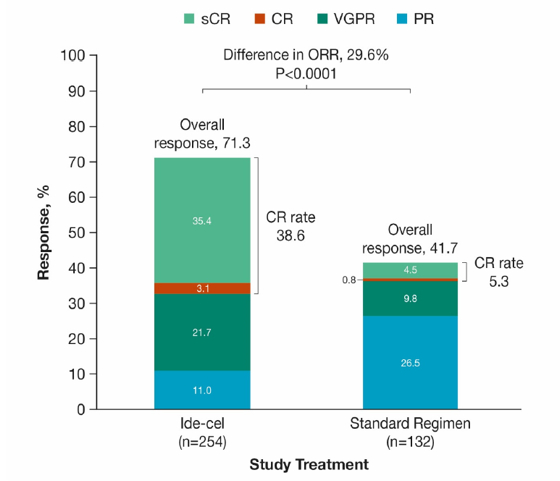 sCR CR VGPR PR
Difference in ORR, 29.6%
P<0.0001
Response, %
100
90
80
70
60
50
40
30
20
10
0
Overall
response, 71.3
35.4
3.1
21.7
11.0
CR rate
38.6
Overall
response, 41.7
4.5
0.8
9.8
26.5
CR rate
5.3
Ide-cel
(n=254)
Standard Regimen
(n=132)
Study Treatment